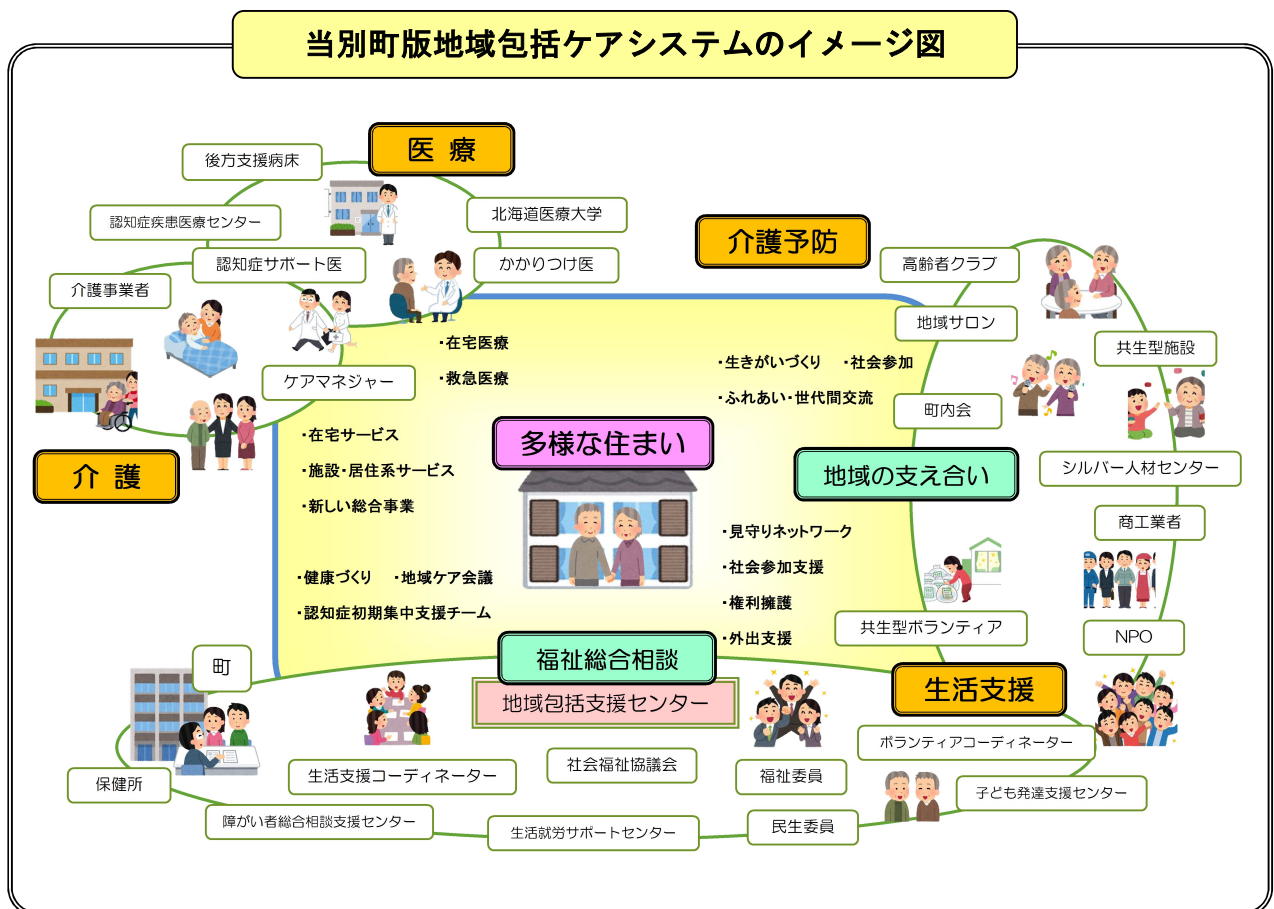 当別町版地域包括ケアシステムのイメージ図
医 療
後方支援病床
認知症疾患医療センター
北海道医療大学
認知症サポート医
かかりつけ医
介護事業者
ケアマネジャー
介 護
介護予防
高齢者クラブ
地域サロン
共生型施設
町内会
シルバー人材センター
地域の支え合い
商工業者
共生型ボランティア
NPO
・在宅医療
・救急医療
・生きがいづくり ・社会参加
・ふれあい・世代間交流
多様な住まい
・在宅サービス
・施設・居住系サービス
・新しい総合事業
・見守りネットワーク
・社会参加支援
・権利擁護
・外出支援
・健康づくり ・地域ケア会議
・認知症初期集中支援チーム
福祉総合相談
地域包括支援センター
生活支援
町
ボランティアコーディネーター
社会福祉協議会
生活支援コーディネーター
福祉委員
保健所
子ども発達支援センター
障がい者総合相談支援センター
生活就労サポートセンター
民生委員